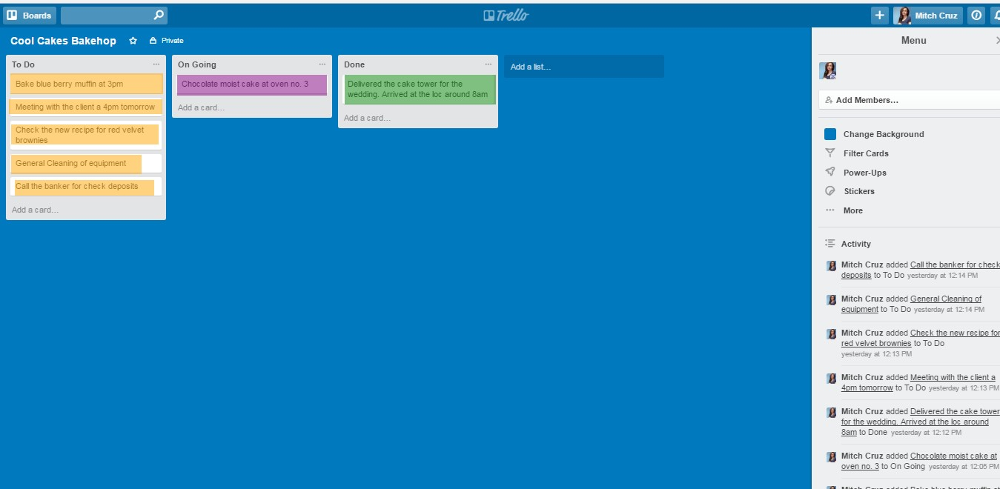 Boards
Trello
Mitch Cruz
Cool Cakes Bakehop
Private
To Do
Bake blue berry muffin at 3pm
Meeting with the client a 4pm tomorrow
Check the new recipe for red velvet
brownies
General Cleaning of equipment
Call the banker for check deposits
Add a card...
On Going
Chocolate moist cake at oven no. 3
Add a card...
Done
Delivered the cake tower for the
wedding. Arrived at the loc around 8am
Add a card...
Add a list...
Menu
Add Members...
Change Background
Filter Cards
Power-Ups
Stickers
More
Activity
Mitch Cruz added Call the banker for check
deposits to To Do yesterday at 12:14 PM
Mitch Cruz added General Cleaning of
equipment to To Do yesterday at 12:14 PM
Mitch Cruz added Check the new recipe for
red velvet brownies to To Do
yesterday at 12:13 PM
Mitch Cruz added Meeting with the client a
4pm tomorrow to To Do yesterday at 12:13 PM
Mitch Cruz added Delivered the cake tower
for the wedding. Arrived at the loc around
8am to Done yesterday at 12:12 PM
Mitch Cruz added Chocolate moist cake at
oven no. 3 to On Going yesterday at 12:05 PM
Mitch Cruz added Bake blue berry muffin at